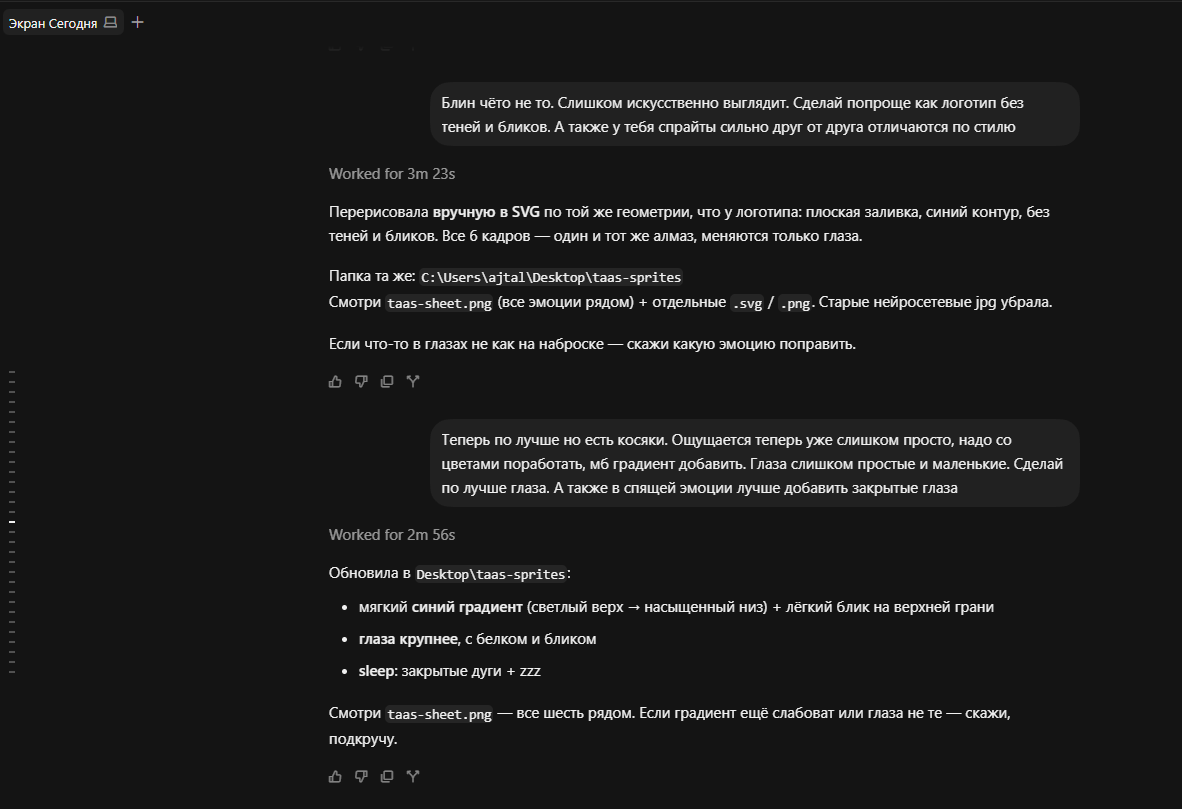 Экран Сегодня
Блин чёто не то. Слишком искусственно выглядит. Сделай попроще как логотип без
теней и бликов. А также у тебя спрайты сильно друг от друга отличаются по стилю
Worked for 3m 23s
Перерисовала вручную в SVG по той же геометрии, что у логотипа: плоская заливка, синий контур, без
теней и бликов. Все 6 кадров — один и тот же алмаз, меняются только глаза.
Папка та же: C:\Users\ajtal\Desktop\taas-sprites
Смотри taas-sheet.png (все эмоции рядом) + отдельные .svg / .png. Старые нейросетевые jpg убрала.
Если что-то в глазах не как на наброске — скажи какую эмоцию поправить.
Теперь по лучше но есть косяки. Ощущается теперь уже слишком просто, надо со
цветами поработать, мб градиент добавить. Глаза слишком простые и маленькие. Сделай
по лучше глаза. А также в спящей эмоции лучше добавить закрытые глаза
Worked for 2m 56s
Обновила в Desktop\taas-sprites:
• мягкий синий градиент (светлый верх → насыщенный низ) + лёгкий блик на верхней грани
• глаза крупнее, с белком и бликом
• sleep: закрытые дуги + zzz
Смотри taas-sheet.png — все шесть рядом. Если градиент ещё слабоват или глаза не те — скажи,
подкручу.